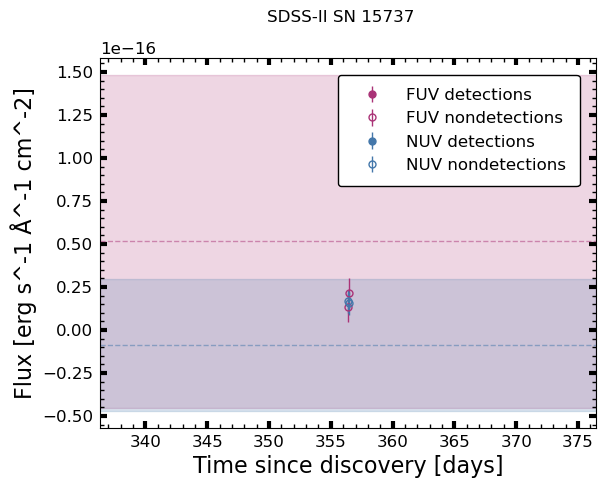 SDSS-II SN 15737
1e−16
1.50
1.25
1.00
0.75
0.50
0.25
0.00
−0.25
−0.50
Flux [erg s^-1 Å^-1 cm^-2]
FUV detections
FUV nondetections
NUV detections
NUV nondetections
340 345 350 355 360 365 370 375
Time since discovery [days]